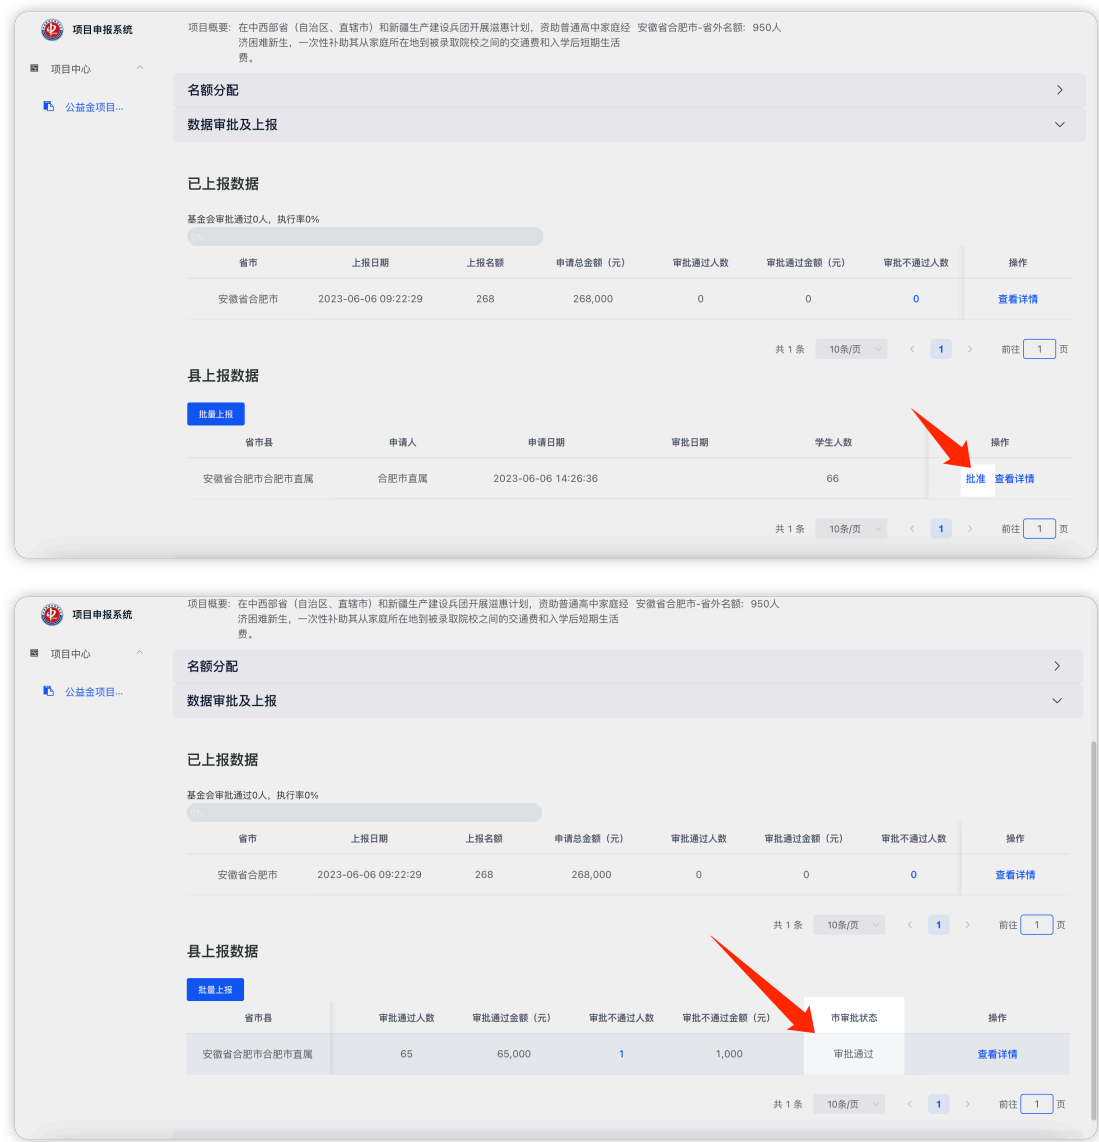 项目申报系统
项目中心
公益金项目...
项目概要: 在中西部省（自治区、直辖市）和新疆生产建设兵团开展滋惠计划，资助普通高中家庭经 安徽省合肥市-省外名额: 950人
济困难新生，一次性补助其从家庭所在地到被录取院校之间的交通费和入学后短期生活
费。
名额分配
数据审批及上报
已上报数据
基金会审批通过0人，执行率0%
0%
省市 上报日期 上报名额 申请总金额（元） 审批通过人数 审批通过金额（元） 审批不通过人数 操作
安徽省合肥市 2023-06-06 09:22:29 268 268,000 0 0 0 查看详情
共 1 条 10条/页 1 前往 1 页
县上报数据
批量上报
省市县 申请人 申请日期 审批日期 学生人数 操作
安徽省合肥市合肥市直属 合肥市直属 2023-06-06 14:26:36 66 批准 查看详情
共 1 条 10条/页 1 前往 1 页
项目申报系统
项目中心
公益金项目...
项目概要: 在中西部省（自治区、直辖市）和新疆生产建设兵团开展滋惠计划，资助普通高中家庭经 安徽省合肥市-省外名额: 950人
济困难新生，一次性补助其从家庭所在地到被录取院校之间的交通费和入学后短期生活
费。
名额分配
数据审批及上报
已上报数据
基金会审批通过0人，执行率0%
0%
省市 上报日期 上报名额 申请总金额（元） 审批通过人数 审批通过金额（元） 审批不通过人数 操作
安徽省合肥市 2023-06-06 09:22:29 268 268,000 0 0 0 查看详情
共 1 条 10条/页 1 前往 1 页
县上报数据
批量上报
省市县 审批通过人数 审批通过金额（元） 审批不通过人数 审批不通过金额（元） 市审批状态 操作
安徽省合肥市合肥市直属 65 65,000 1 1,000 审批通过 查看详情
共 1 条 10条/页 1 前往 1 页